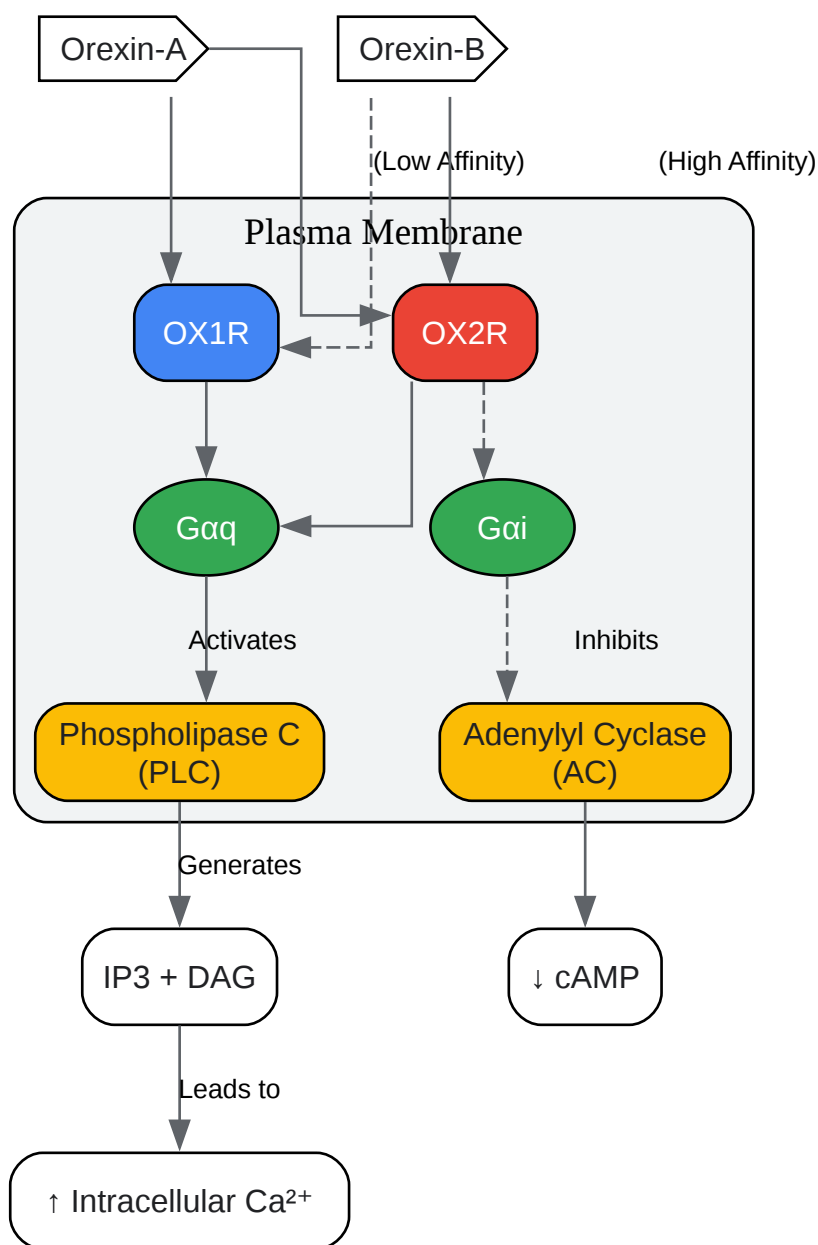 Orexin-A
Orexin-B
(Low Affinity)
(High Affinity)
Plasma Membrane
OX1R
OX2R
Gαq
Gαi
Activates
Inhibits
Phospholipase C
(PLC)
Adenylyl Cyclase
(AC)
Generates
IP3 + DAG
↓ cAMP
Leads to
↑ Intracellular Ca²⁺